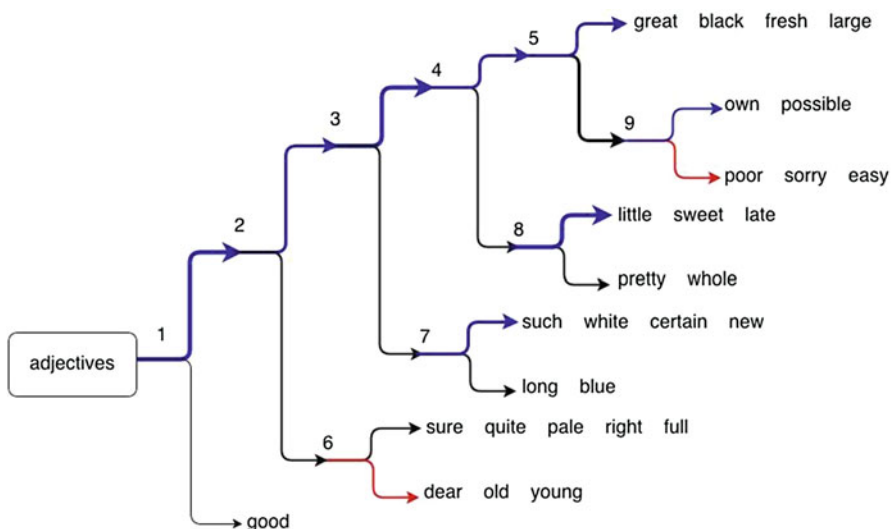 great black fresh large
5
4
own possible
3
9
poor sorry easy
little sweet late
2
8
pretty whole
such white certain new
1
7
adjectives
long blue
sure quite pale right full
6
dear old young
good